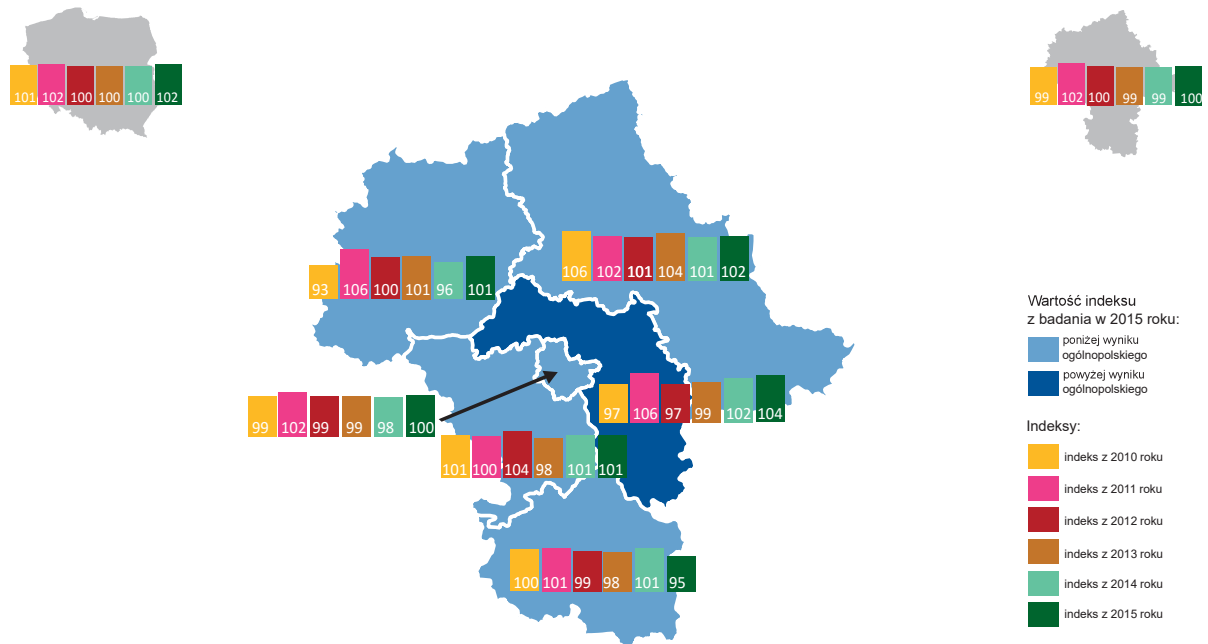 101 102 100 100 100 102
99 102 100 99 99 100
106 102 101 104 101 102
93 106 100 101 96 101
Wartość indeksu
z badania w 2015 roku:
poniżej wyniku
ogólnopolskiego
powyżej wyniku
ogólnopolskiego
97 106 97 99 102 104
99 102 99 99 98 100
101 100 104 98 101 101
100 101 99 98 101 95
Indeksy:
indeks z 2010 roku
indeks z 2011 roku
indeks z 2012 roku
indeks z 2013 roku
indeks z 2014 roku
indeks z 2015 roku